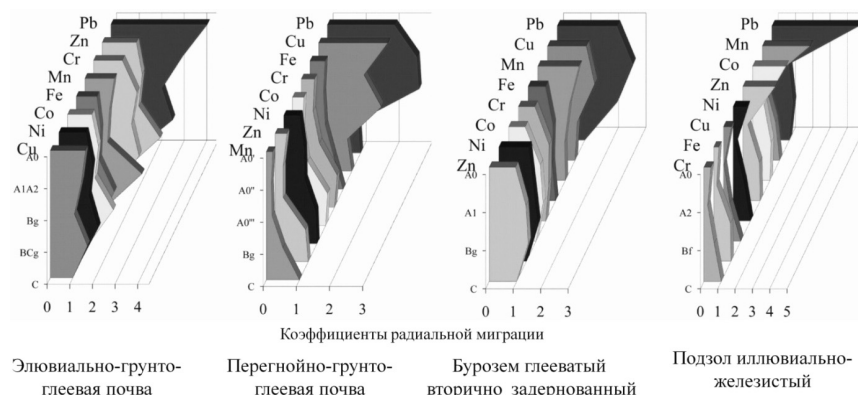 Pb
Zn
Cr
Mn
Fe
Co
Ni
Cu
A0
A1A2
Bg
BCg
C
0 1 2 3 4
Pb
Cu
Fe
Cr
Co
Ni
Zn
Mn
A0
A0"
A0'''
Bg
C
0 1 2 3
Pb
Cu
Mn
Fe
Cr
Co
Ni
Zn
A0
A1
Bg
C
0 1 2 3
Pb
Mn
Co
Zn
Ni
Cu
Fe
Cr
A0
A2
Bf
C
0 1 2 3 4 5
Коэффициенты радиальной миграции
Элювиально-грунто-
глеевая почва
Перегнойно-грунто-
глеевая почва
Бурозем глееватый
вторично задернованный
Подзол иллювиально-
железистый